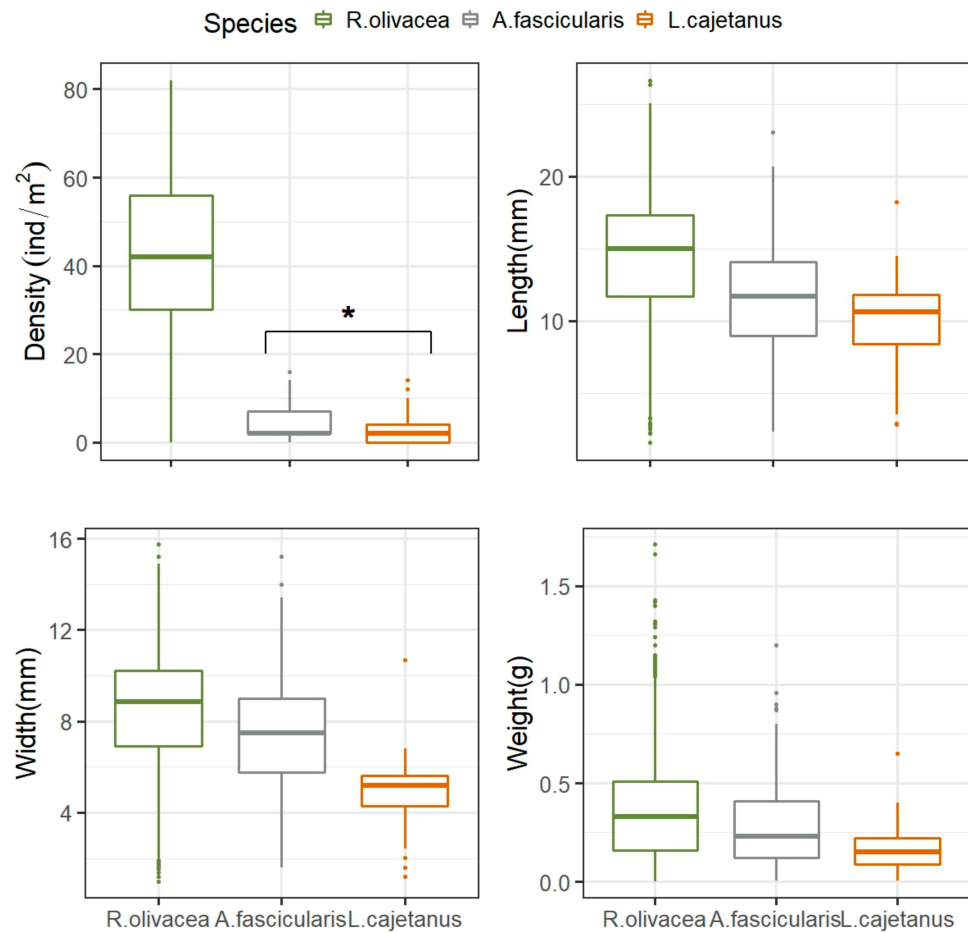 Species R.olivacea A.fascicularis L.cajetanus
Density (ind/m²)
80
60
40
20
0
*
Length(mm)
20
10
Width(mm)
16
12
8
4
R.olivacea A.fascicularis L.cajetanus
Weight(g)
1.5
1.0
0.5
0.0
R.olivacea A.fascicularis L.cajetanus